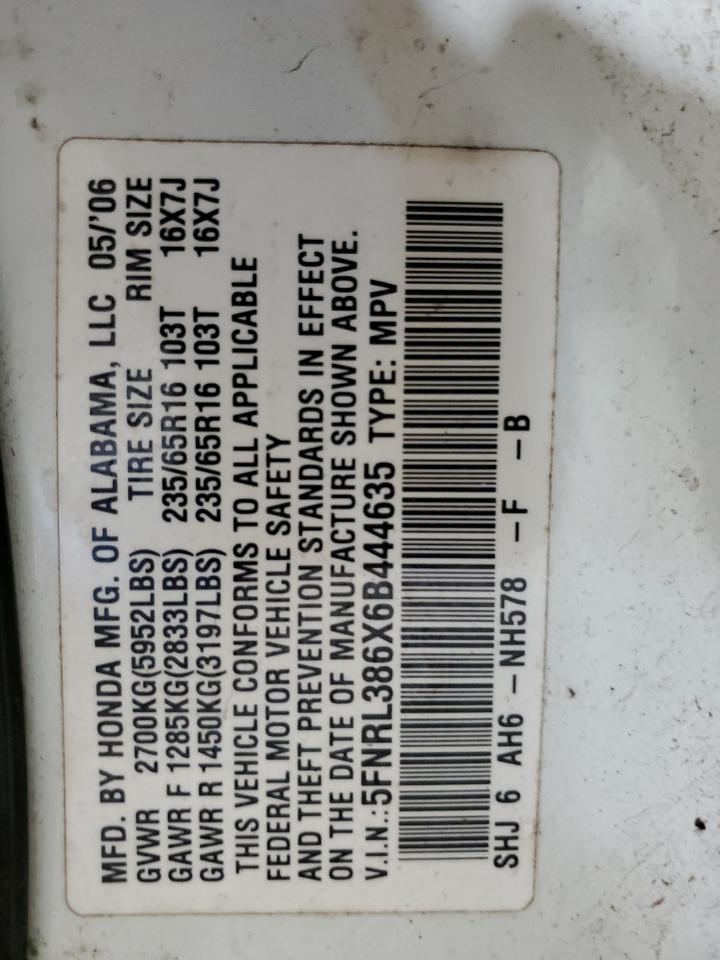 MFD. BY HONDA MFG. OF ALABAMA, LLC 05/'06
GVWR 2700KG(5952LBS) TIRE SIZE RIM SIZE
GAWR F 1285KG(2833LBS) 235/65R16 103T 16X7J
GAWR R 1450KG(3197LBS) 235/65R16 103T 16X7J
THIS VEHICLE CONFORMS TO ALL APPLICABLE
FEDERAL MOTOR VEHICLE SAFETY
AND THEFT PREVENTION STANDARDS IN EFFECT
ON THE DATE OF MANUFACTURE SHOWN ABOVE.
V.I.N.:5FNRL386X6B444635 TYPE: MPV
SHJ 6 AH6 -NH578 -F -B